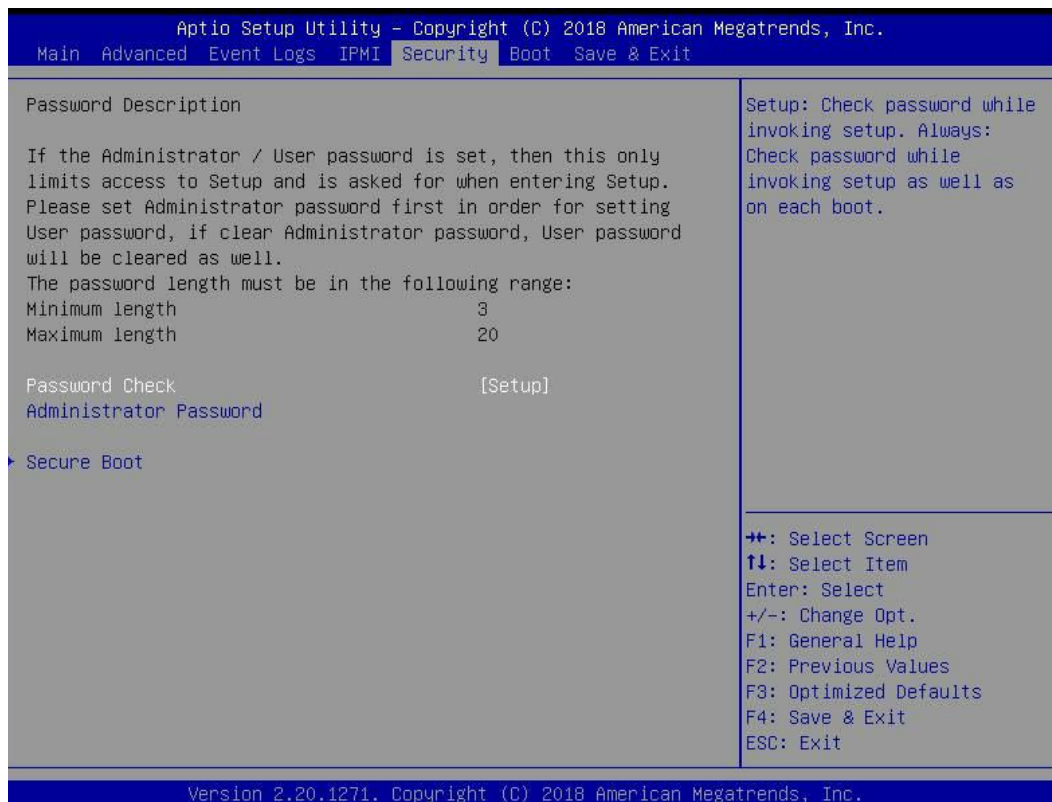 Aptio Setup Utility – Copyright (C) 2018 American Megatrends, Inc.
Main Advanced Event Logs IPMI Security Boot Save & Exit
Password Description
If the Administrator / User password is set, then this only
limits access to Setup and is asked for when entering Setup.
Please set Administrator password first in order for setting
User password, if clear Administrator password, User password
will be cleared as well.
The password length must be in the following range:
Minimum length 3
Maximum length 20
Password Check [Setup]
Administrator Password
Secure Boot
Setup: Check password while
invoking setup. Always:
Check password while
invoking setup as well as
on each boot.
→←: Select Screen
↑↓: Select Item
Enter: Select
+/-: Change Opt.
F1: General Help
F2: Previous Values
F3: Optimized Defaults
F4: Save & Exit
ESC: Exit
Version 2.20.1271. Copyright (C) 2018 American Megatrends, Inc.